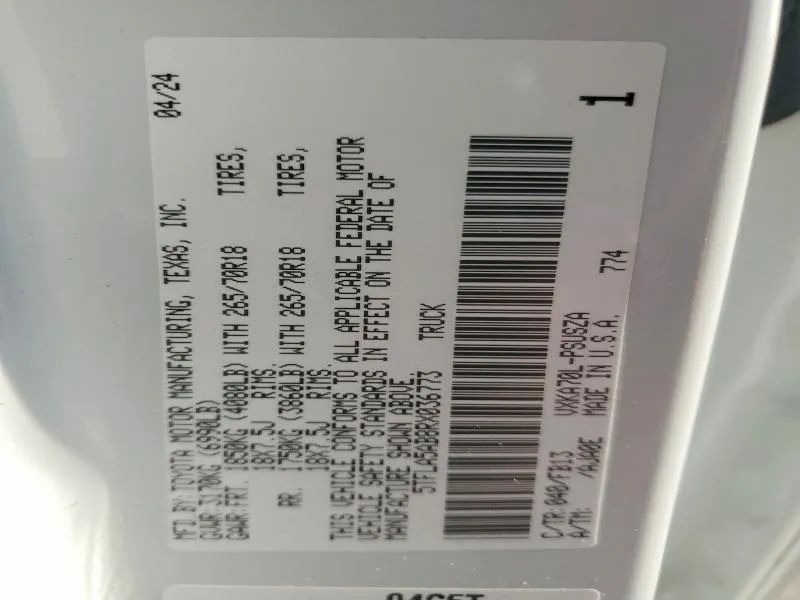 MFD. BY: TOYOTA MOTOR MANUFACTURING, TEXAS, INC. 04/24
GVWR 3170KG (6990LB)
GAWR: FRT. 1850KG (4080LB) WITH 265/70R18 TIRES,
18X7.5J RIMS.
RR. 1750KG (3860LB) WITH 265/70R18 TIRES,
18X7.5J RIMS.
THIS VEHICLE CONFORMS TO ALL APPLICABLE FEDERAL MOTOR
VEHICLE SAFETY STANDARDS IN EFFECT ON THE DATE OF
MANUFACTURE SHOWN ABOVE.
5TFLA5AB8RX036773 TRUCK
C/TR: 040/FB13 VXKA70L-PSUSZA 774
A/TM: /AJA0E MADE IN U.S.A.
1